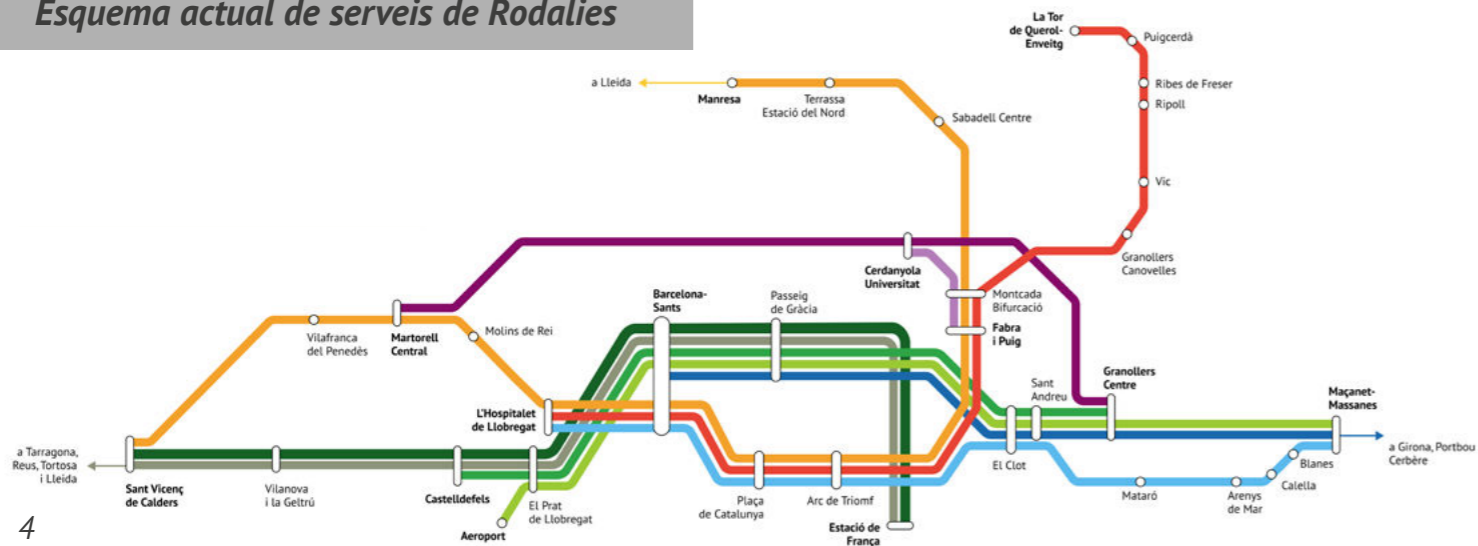 Esquema actual de serveis de Rodalies
La Tor
de Querol-
Enveitg
Puigcerdà
a Lleida
Manresa
Terrassa
Estació del Nord
Ribes de Freser
Ripoll
Sabadell Centre
Vic
Granollers
Canovelles
Cerdanyola
Universitat
Montcada
Bifurcació
Fabra
i Puig
Barcelona-
Sants
Passeig
de Gràcia
Vilafranca
del Penedès
Martorell
Central
Molins de Rei
Granollers
Centre
Sant
Andreu
Maçanet-
Massanes
L'Hospitalet
de Llobregat
a Tarragona,
Reus, Tortosa
i Lleida
Sant Vicenç
de Calders
Vilanova
i la Geltrú
Castelldefels
El Prat
de Llobregat
Aeroport
Plaça
de Catalunya
Arc de Triomf
Estació de
França
El Clot
Mataró
Arenys
de Mar
Calella
Blanes
a Girona, Portbou
Cerbère
4